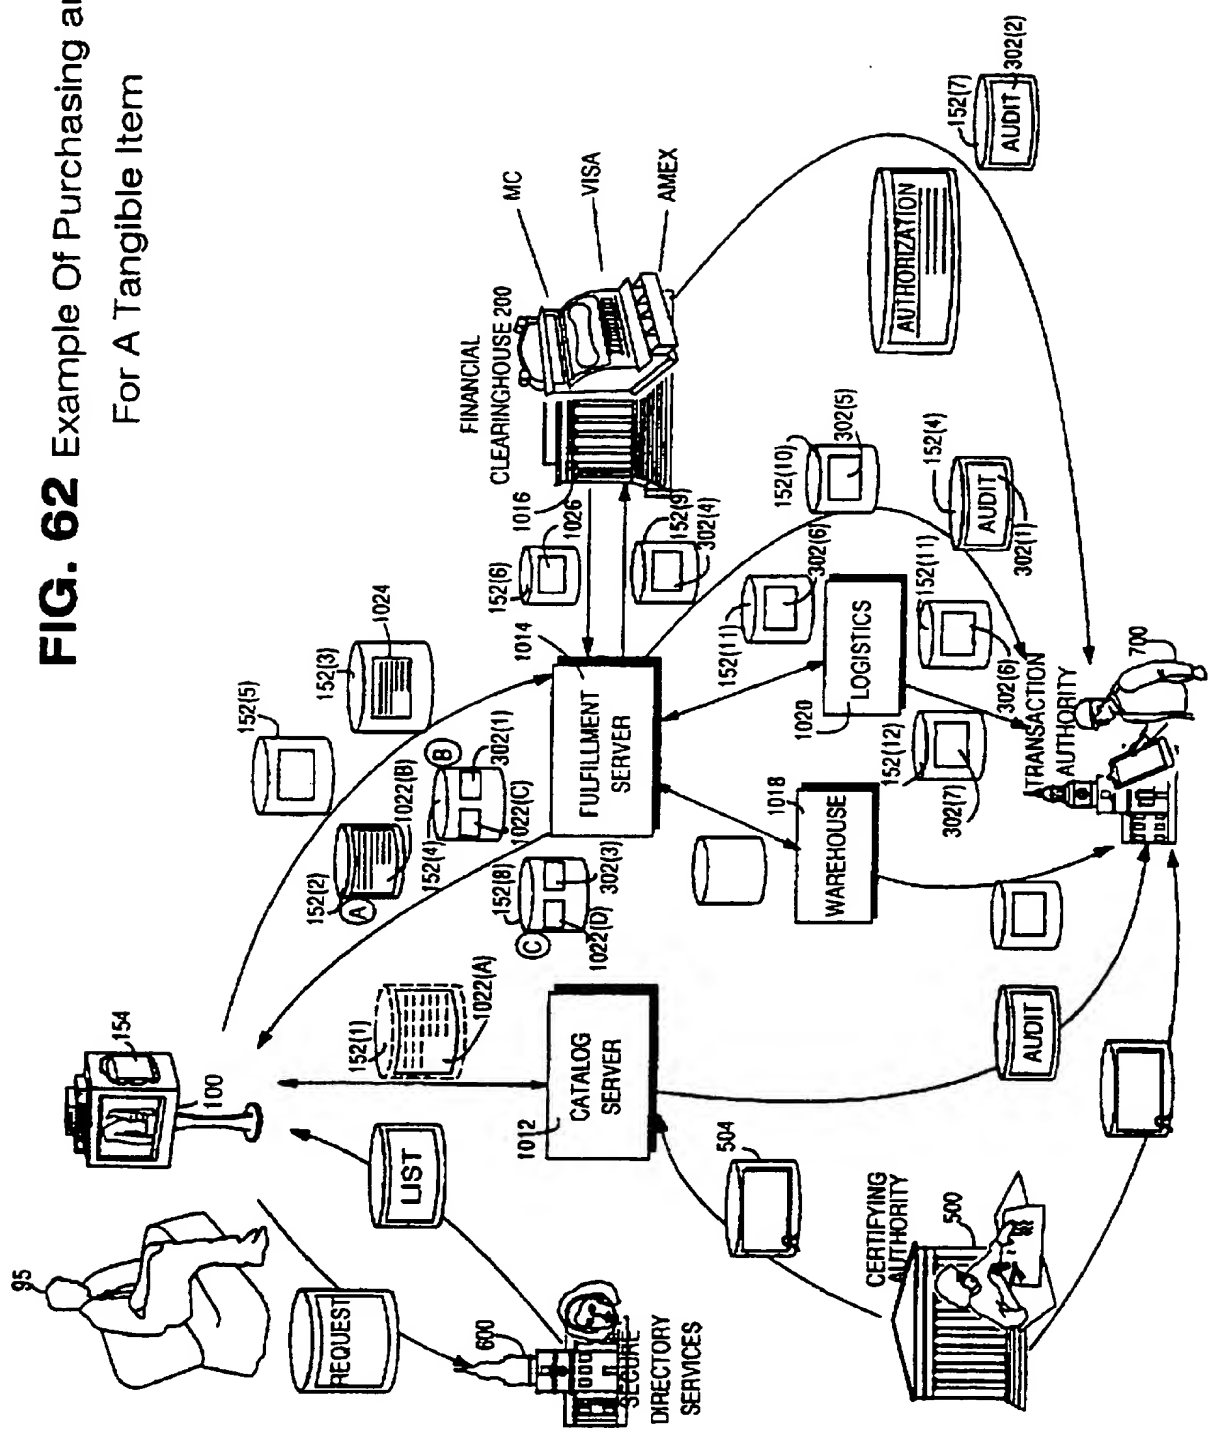 FIG. 62 Example Of Purchasing a
For A Tangible Item
95
154
100
REQUEST
LIST
600
SECURE
DIRECTORY
SERVICES
152(1)
1022(A)
1012
CATALOG
SERVER
152(5)
152(3)
1024
152(2)
A
1022(B)
152(4)
B
302(1)
1022(C)
152(8)
C
302(3)
1022(D)
1014
FULFILLMENT
SERVER
FINANCIAL
CLEARINGHOUSE 200
1016
MC
VISA
AMEX
152(6)
1026
152(9)
302(4)
152(10)
302(5)
152(11)
302(6)
1020
LOGISTICS
152(11)
302(6)
1018
WAREHOUSE
152(12)
302(7)
152(4)
AUDIT
302(1)
AUTHORIZATION
152(7)
AUDIT
302(2)
TRANSACTION
AUTHORITY
700
AUDIT
504
CERTIFYING
AUTHORITY
500